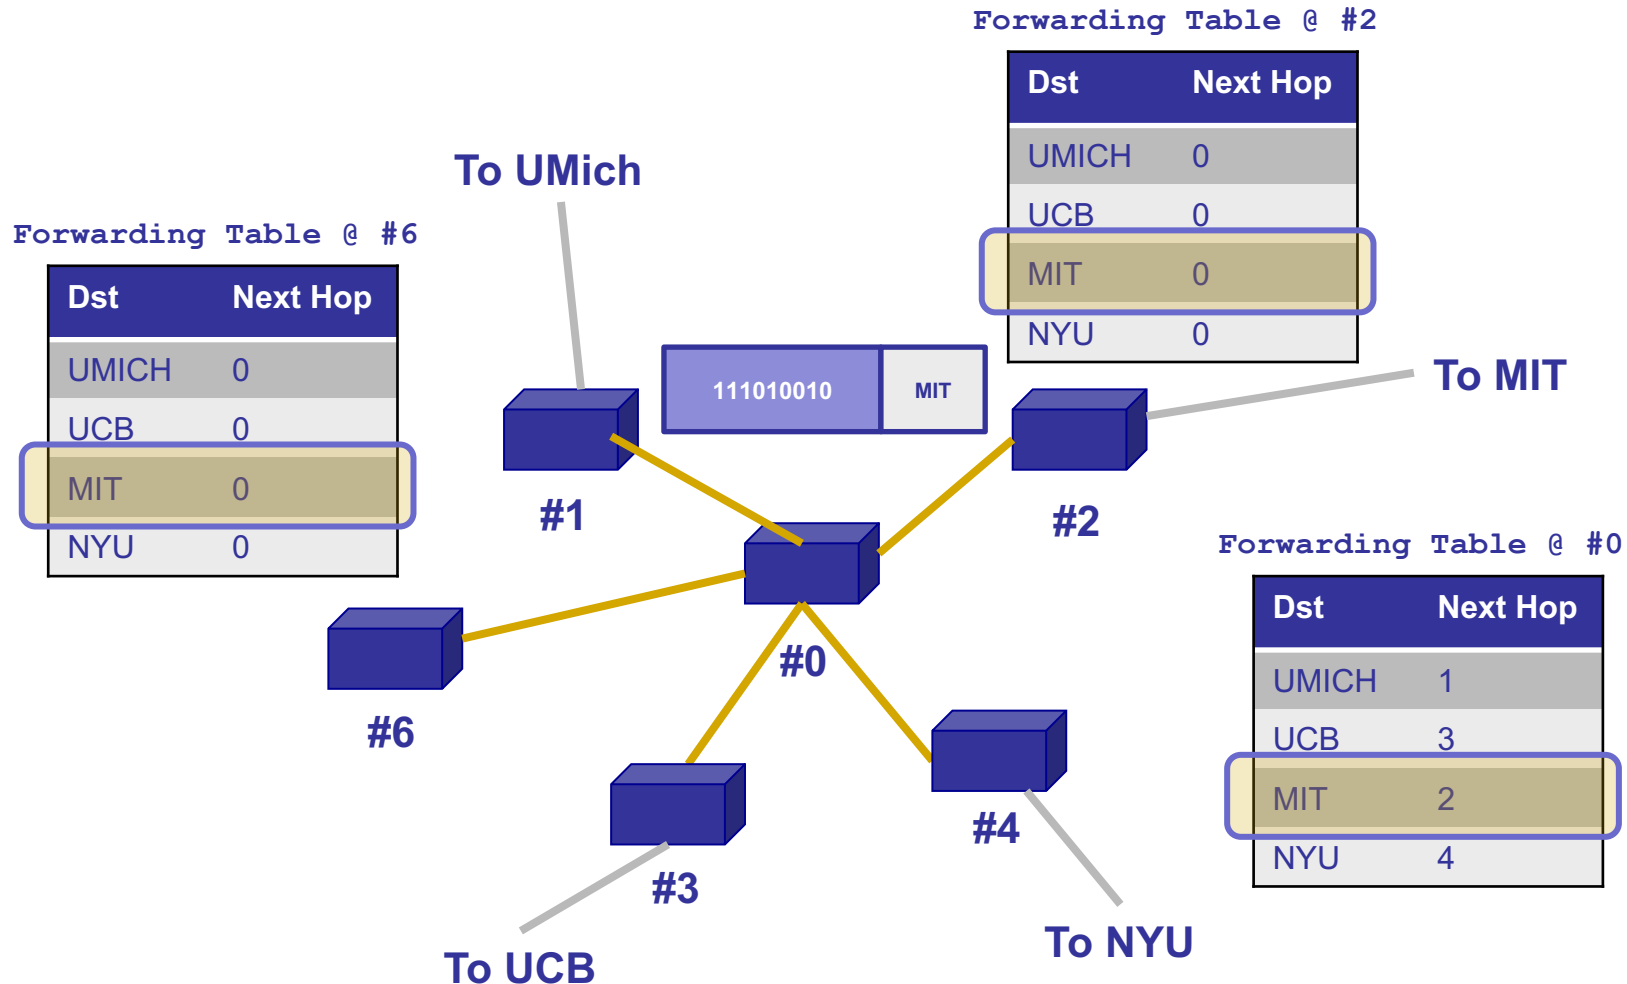 Forwarding Table @ #2
Dst Next Hop
UMICH 0
UCB 0
MIT 0
NYU 0
To UMich
Forwarding Table @ #6
Dst Next Hop
UMICH 0
UCB 0
MIT 0
NYU 0
111010010 MIT
To MIT
#1
#2
#0
#6
#3
#4
To UCB
To NYU
Forwarding Table @ #0
Dst Next Hop
UMICH 1
UCB 3
MIT 2
NYU 4